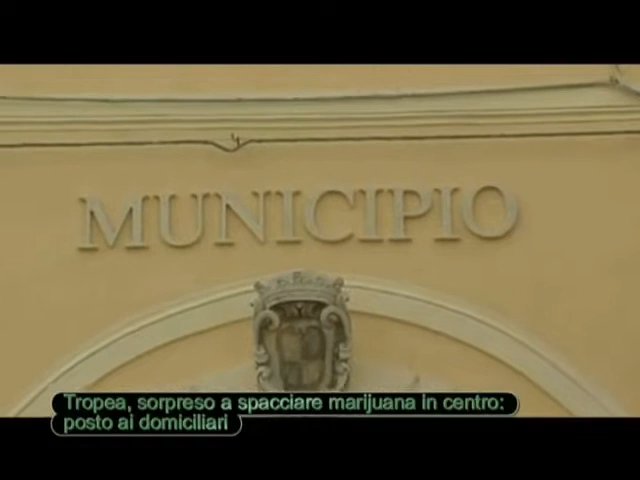 MUNICIPIO
Tropea, sorpreso a spacciare marijuana in centro:
posto ai domiciliari